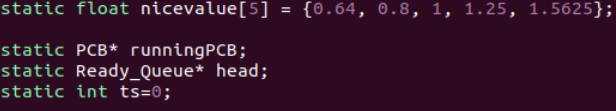 static float nicevalue[5] = {0.64, 0.8, 1, 1.25, 1.5625};
static PCB* runningPCB;
static Ready_Queue* head;
static int ts=0;